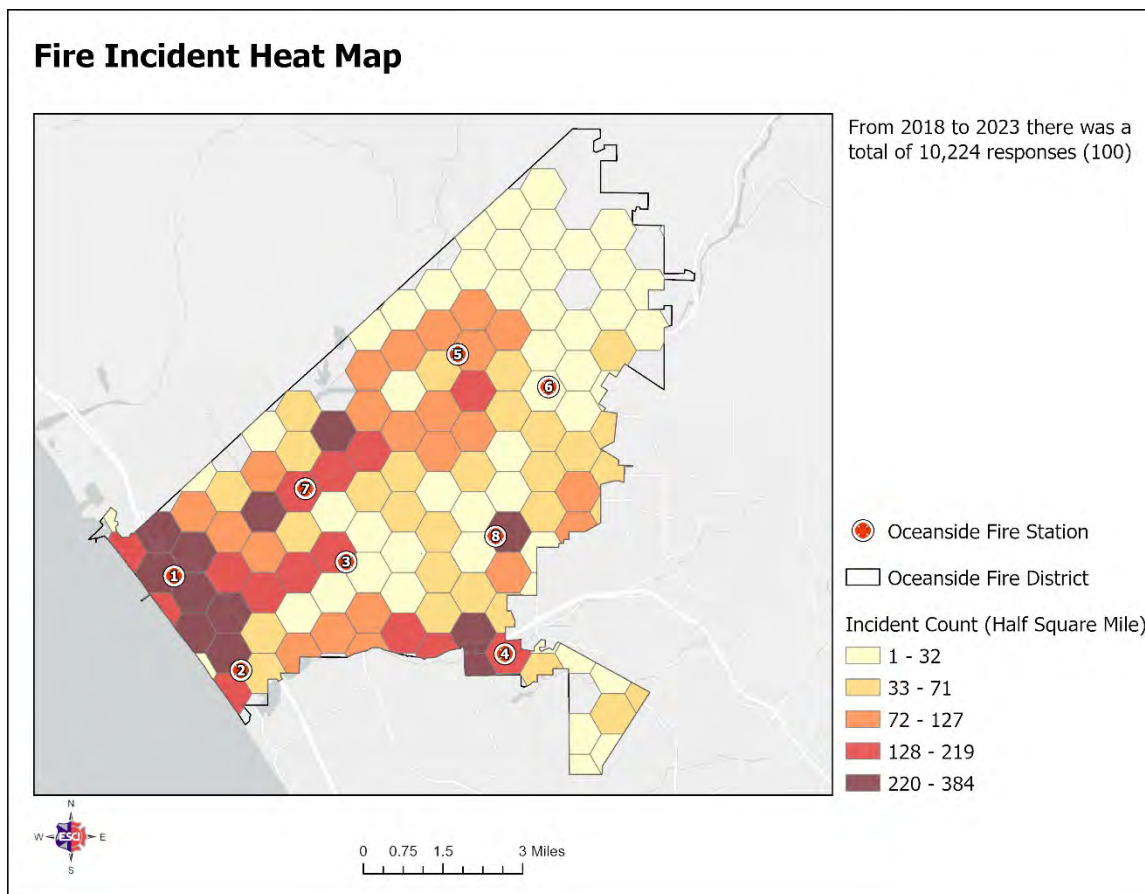 Fire Incident Heat Map
From 2018 to 2023 there was a
total of 10,224 responses (100)
5
6
7
8
3
1
4
2
Oceanside Fire Station
Oceanside Fire District
Incident Count (Half Square Mile)
1 - 32
33 - 71
72 - 127
128 - 219
220 - 384
N
W
ESCI
E
S
0 0.75 1.5 3 Miles